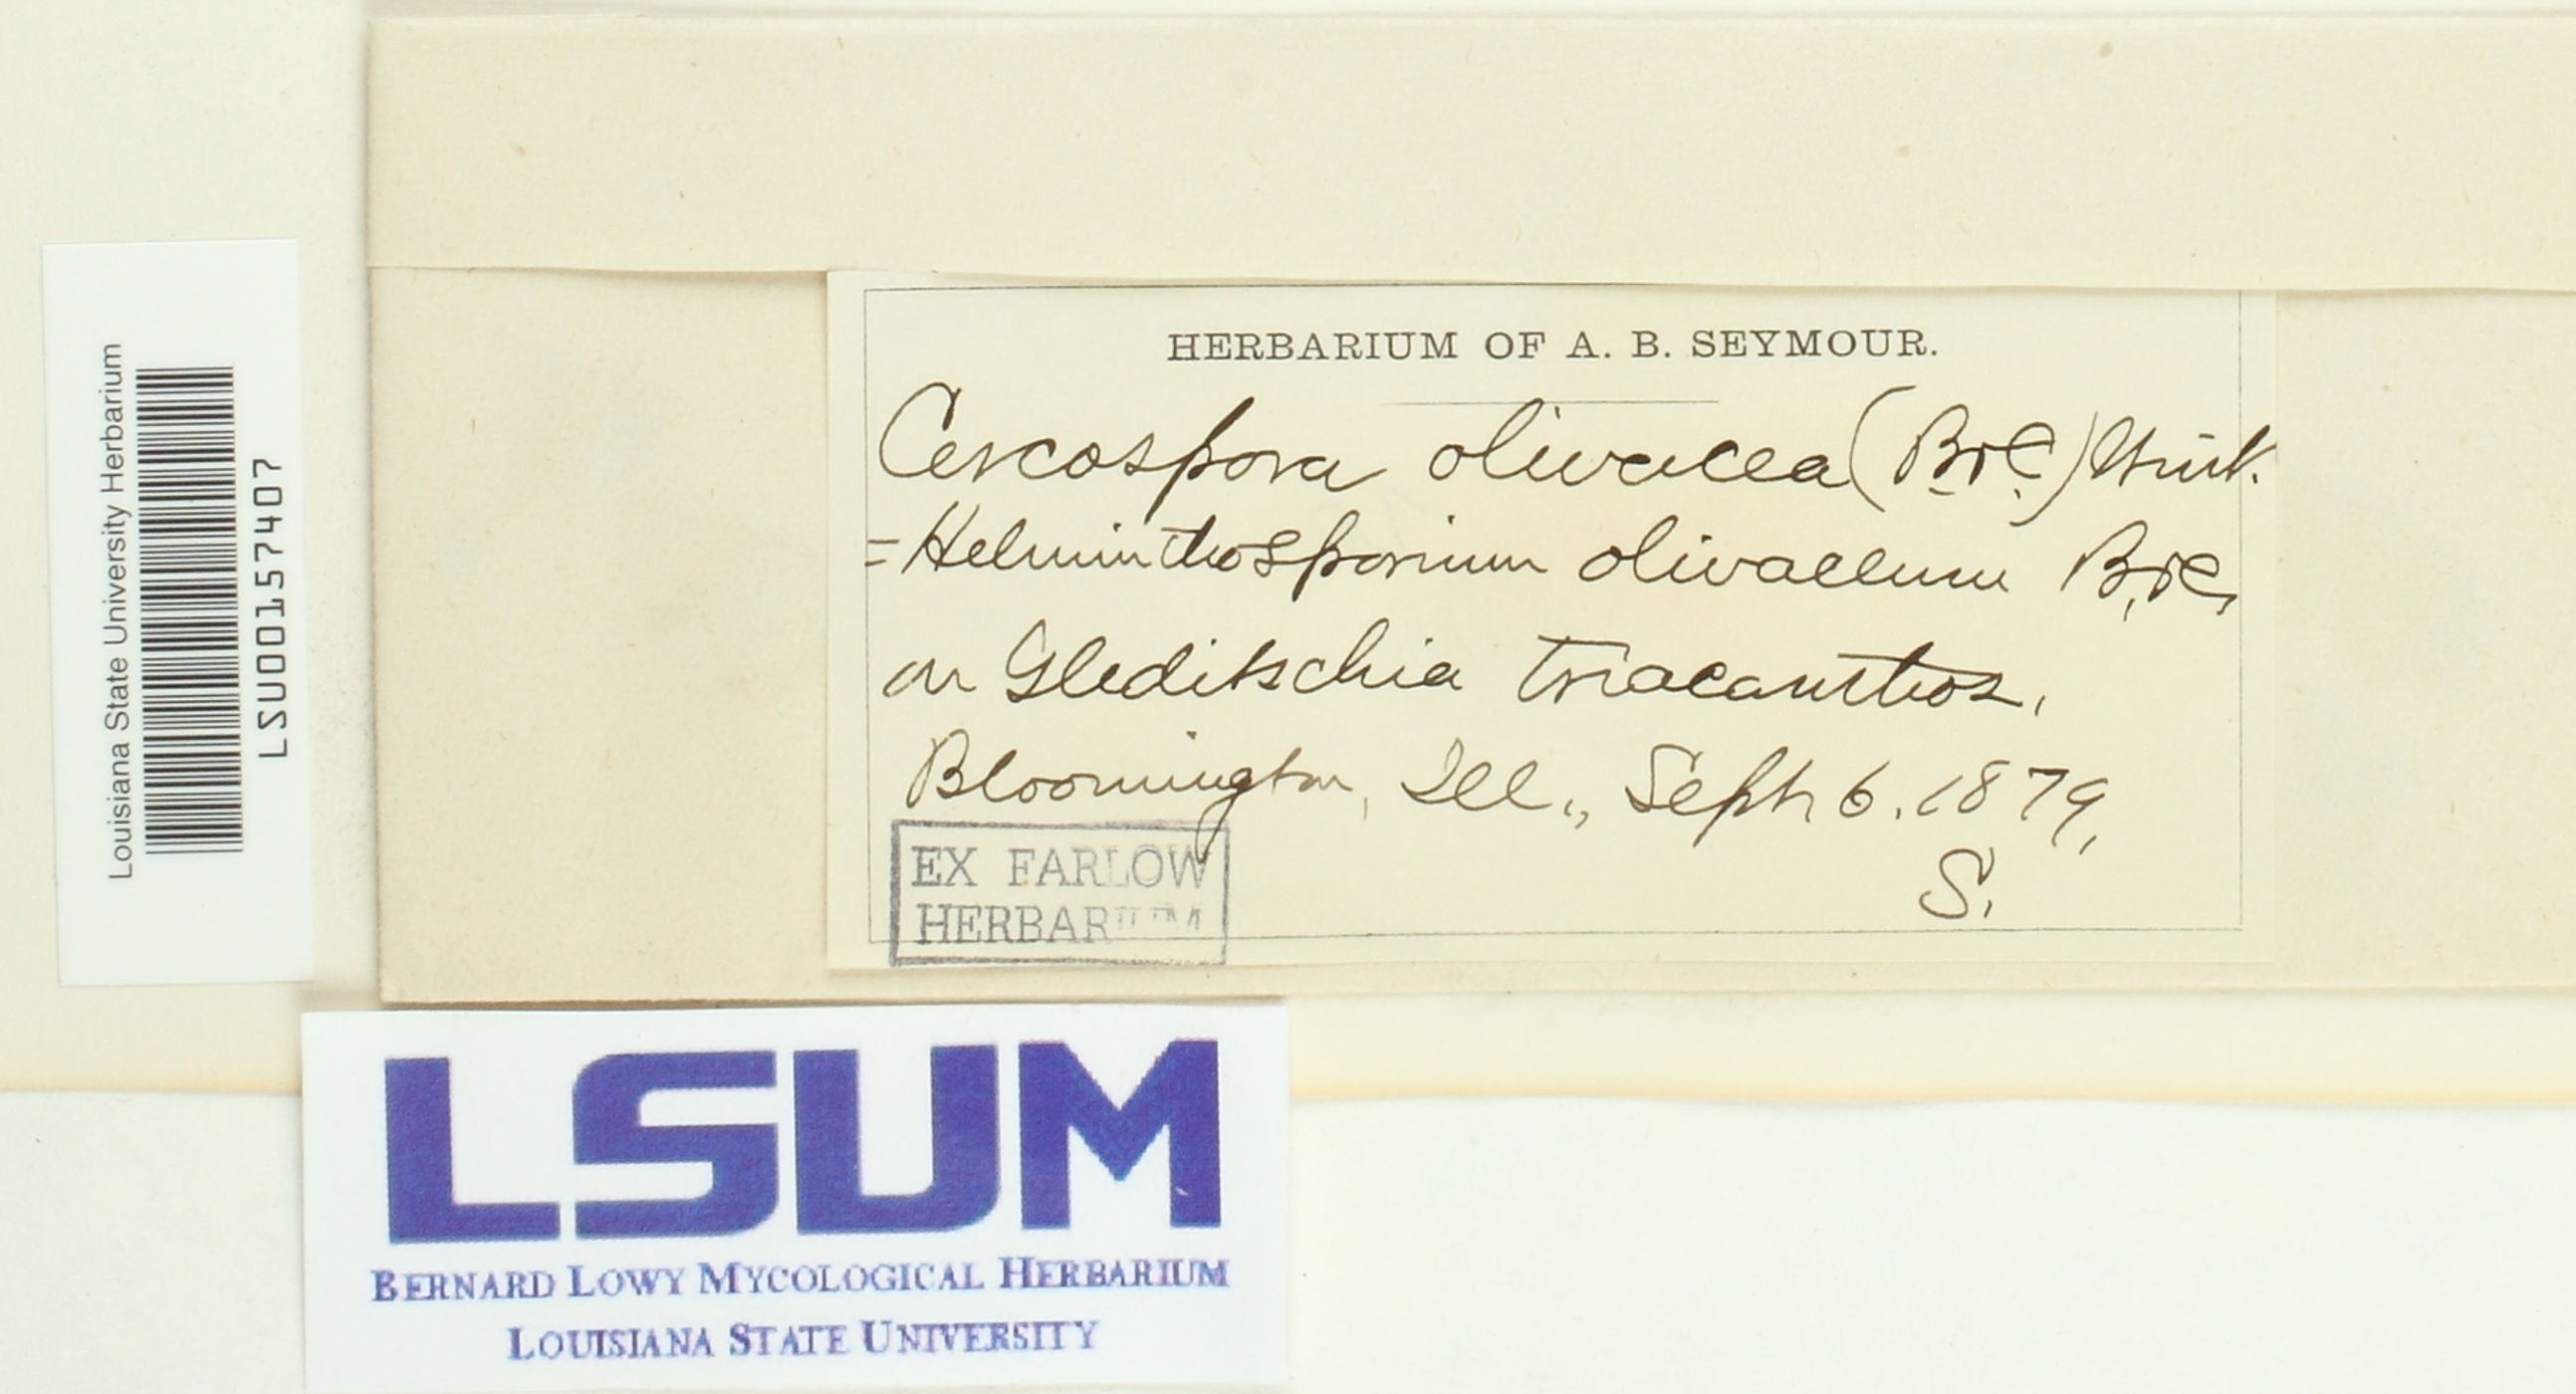 HERBARIUM OF A. B. SEYMOUR.
Cercospora olivacea (B. & C.)
= Helminthosporium olivaceum B. & C.
on Gleditschia triacanthos.
Bloomington, Ill., Sept. 6. 1879.
S.
EX FARLOW
HERBARIUM
Louisiana State University Herbarium
LSU00157407
LSUM
BERNARD LOWY MYCOLOGICAL HERBARIUM
LOUISIANA STATE UNIVERSITY